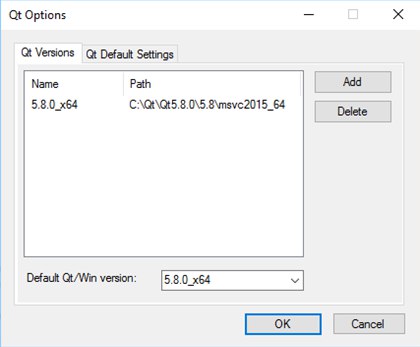 Qt Options
Qt Versions Qt Default Settings
Name Path
5.8.0_x64 C:\Qt\Qt5.8.0\5.8\msvc2015_64
Add
Delete
Default Qt/Win version: 5.8.0_x64
OK Cancel